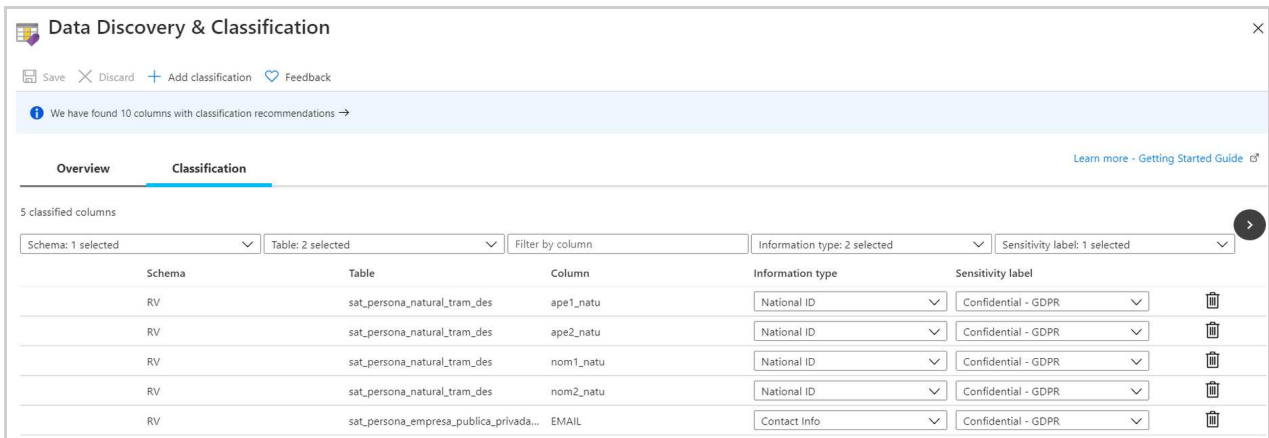 Data Discovery & Classification
Save Discard Add classification Feedback
We have found 10 columns with classification recommendations →
Learn more - Getting Started Guide
Overview Classification
5 classified columns
Schema: 1 selected Table: 2 selected Filter by column Information type: 2 selected Sensitivity label: 1 selected
Schema Table Column Information type Sensitivity label
RV sat_persona_natural_tram_des ape1_natu National ID Confidential - GDPR
RV sat_persona_natural_tram_des ape2_natu National ID Confidential - GDPR
RV sat_persona_natural_tram_des nom1_natu National ID Confidential - GDPR
RV sat_persona_natural_tram_des nom2_natu National ID Confidential - GDPR
RV sat_persona_empresa_publica_privada... EMAIL Contact Info Confidential - GDPR